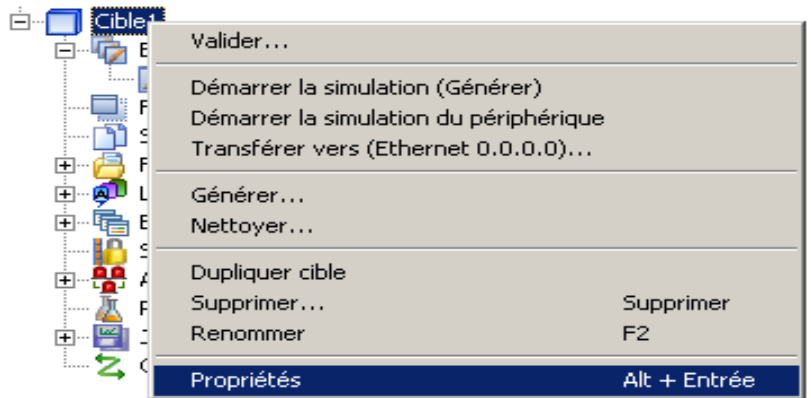 Cible1
Valider...
Démarrer la simulation (Générer)
Démarrer la simulation du périphérique
Transférer vers (Ethernet 0.0.0.0)...
Générer...
Nettoyer...
Dupliquer cible
Supprimer... Supprimer
Renommer F2
Propriétés Alt + Entrée